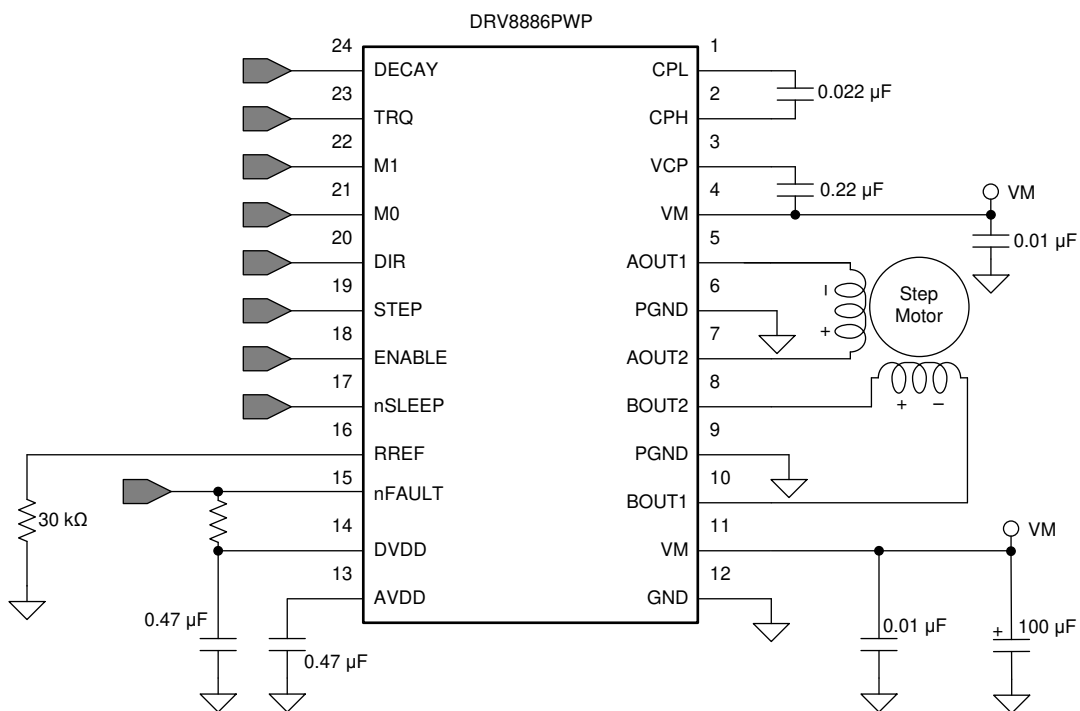 DRV8886PWP
24
DECAY
23
TRQ
22
M1
21
M0
20
DIR
19
STEP
18
ENABLE
17
nSLEEP
16
RREF
15
nFAULT
14
DVDD
13
AVDD
30 kΩ
0.47 µF
0.47 µF
1
CPL
2
CPH
0.022 µF
3
VCP
4
VM
0.22 µF
VM
0.01 µF
5
AOUT1
6
PGND
7
AOUT2
–
+
Step
Motor
8
BOUT2
+ –
9
PGND
10
BOUT1
11
VM
VM
12
GND
0.01 µF
+
100 µF